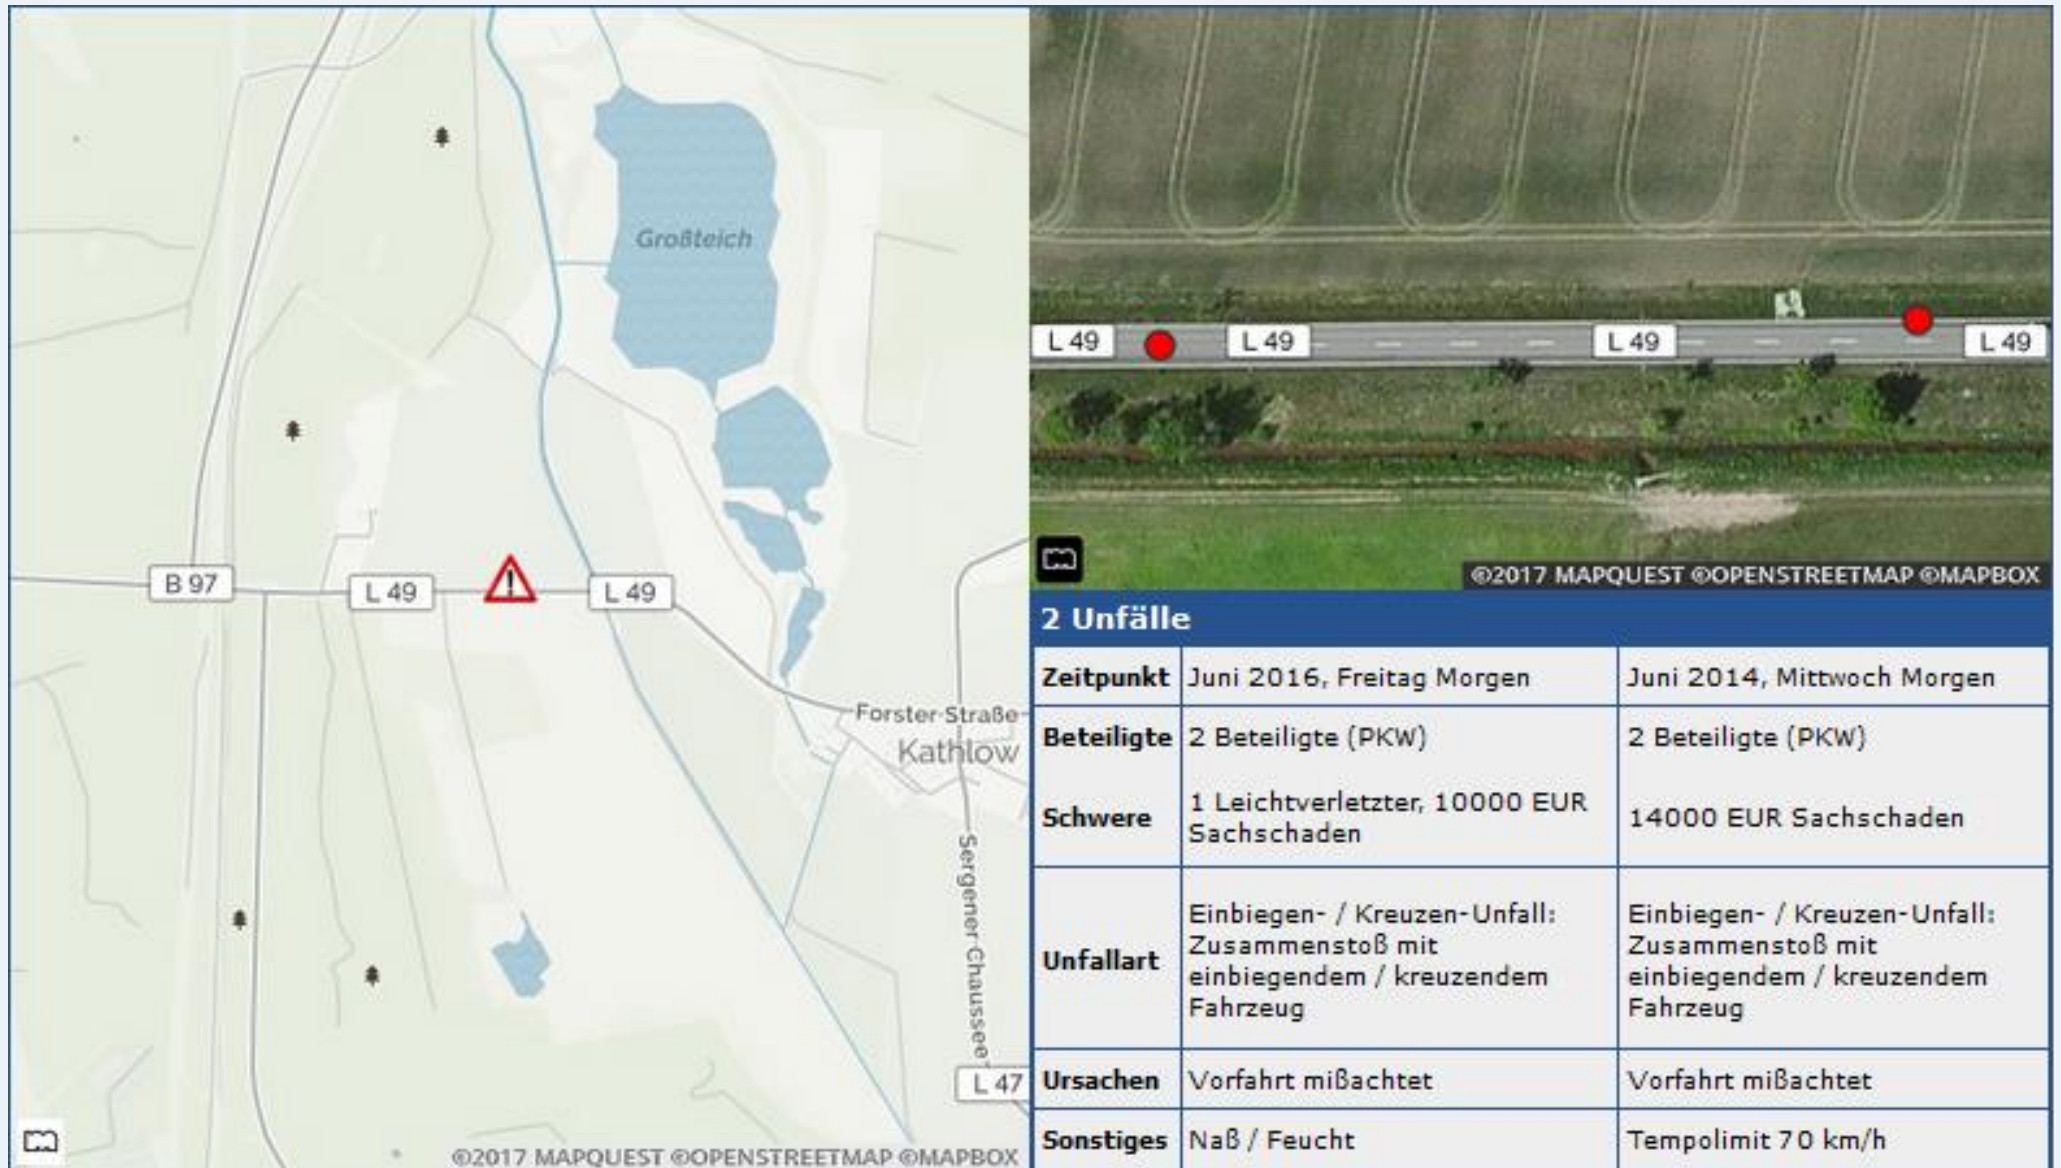 Großteich
B 97
L 49
L 49
Forster Straße
Kathlow
Sergener Chaussee
L 47
©2017 MAPQUEST ©OPENSTREETMAP ©MAPBOX
L 49
L 49
L 49
L 49
©2017 MAPQUEST ©OPENSTREETMAP ©MAPBOX
2 Unfälle
Zeitpunkt Juni 2016, Freitag Morgen Juni 2014, Mittwoch Morgen
Beteiligte 2 Beteiligte (PKW) 2 Beteiligte (PKW)
Schwere 1 Leichtverletzter, 10000 EUR
Sachschaden 14000 EUR Sachschaden
Unfallart Einbiegen- / Kreuzen-Unfall:
Zusammenstoß mit
einbiegendem / kreuzendem
Fahrzeug
Einbiegen- / Kreuzen-Unfall:
Zusammenstoß mit
einbiegendem / kreuzendem
Fahrzeug
Ursachen Vorfahrt mißachtet Vorfahrt mißachtet
Sonstiges Naß / Feucht Tempolimit 70 km/h